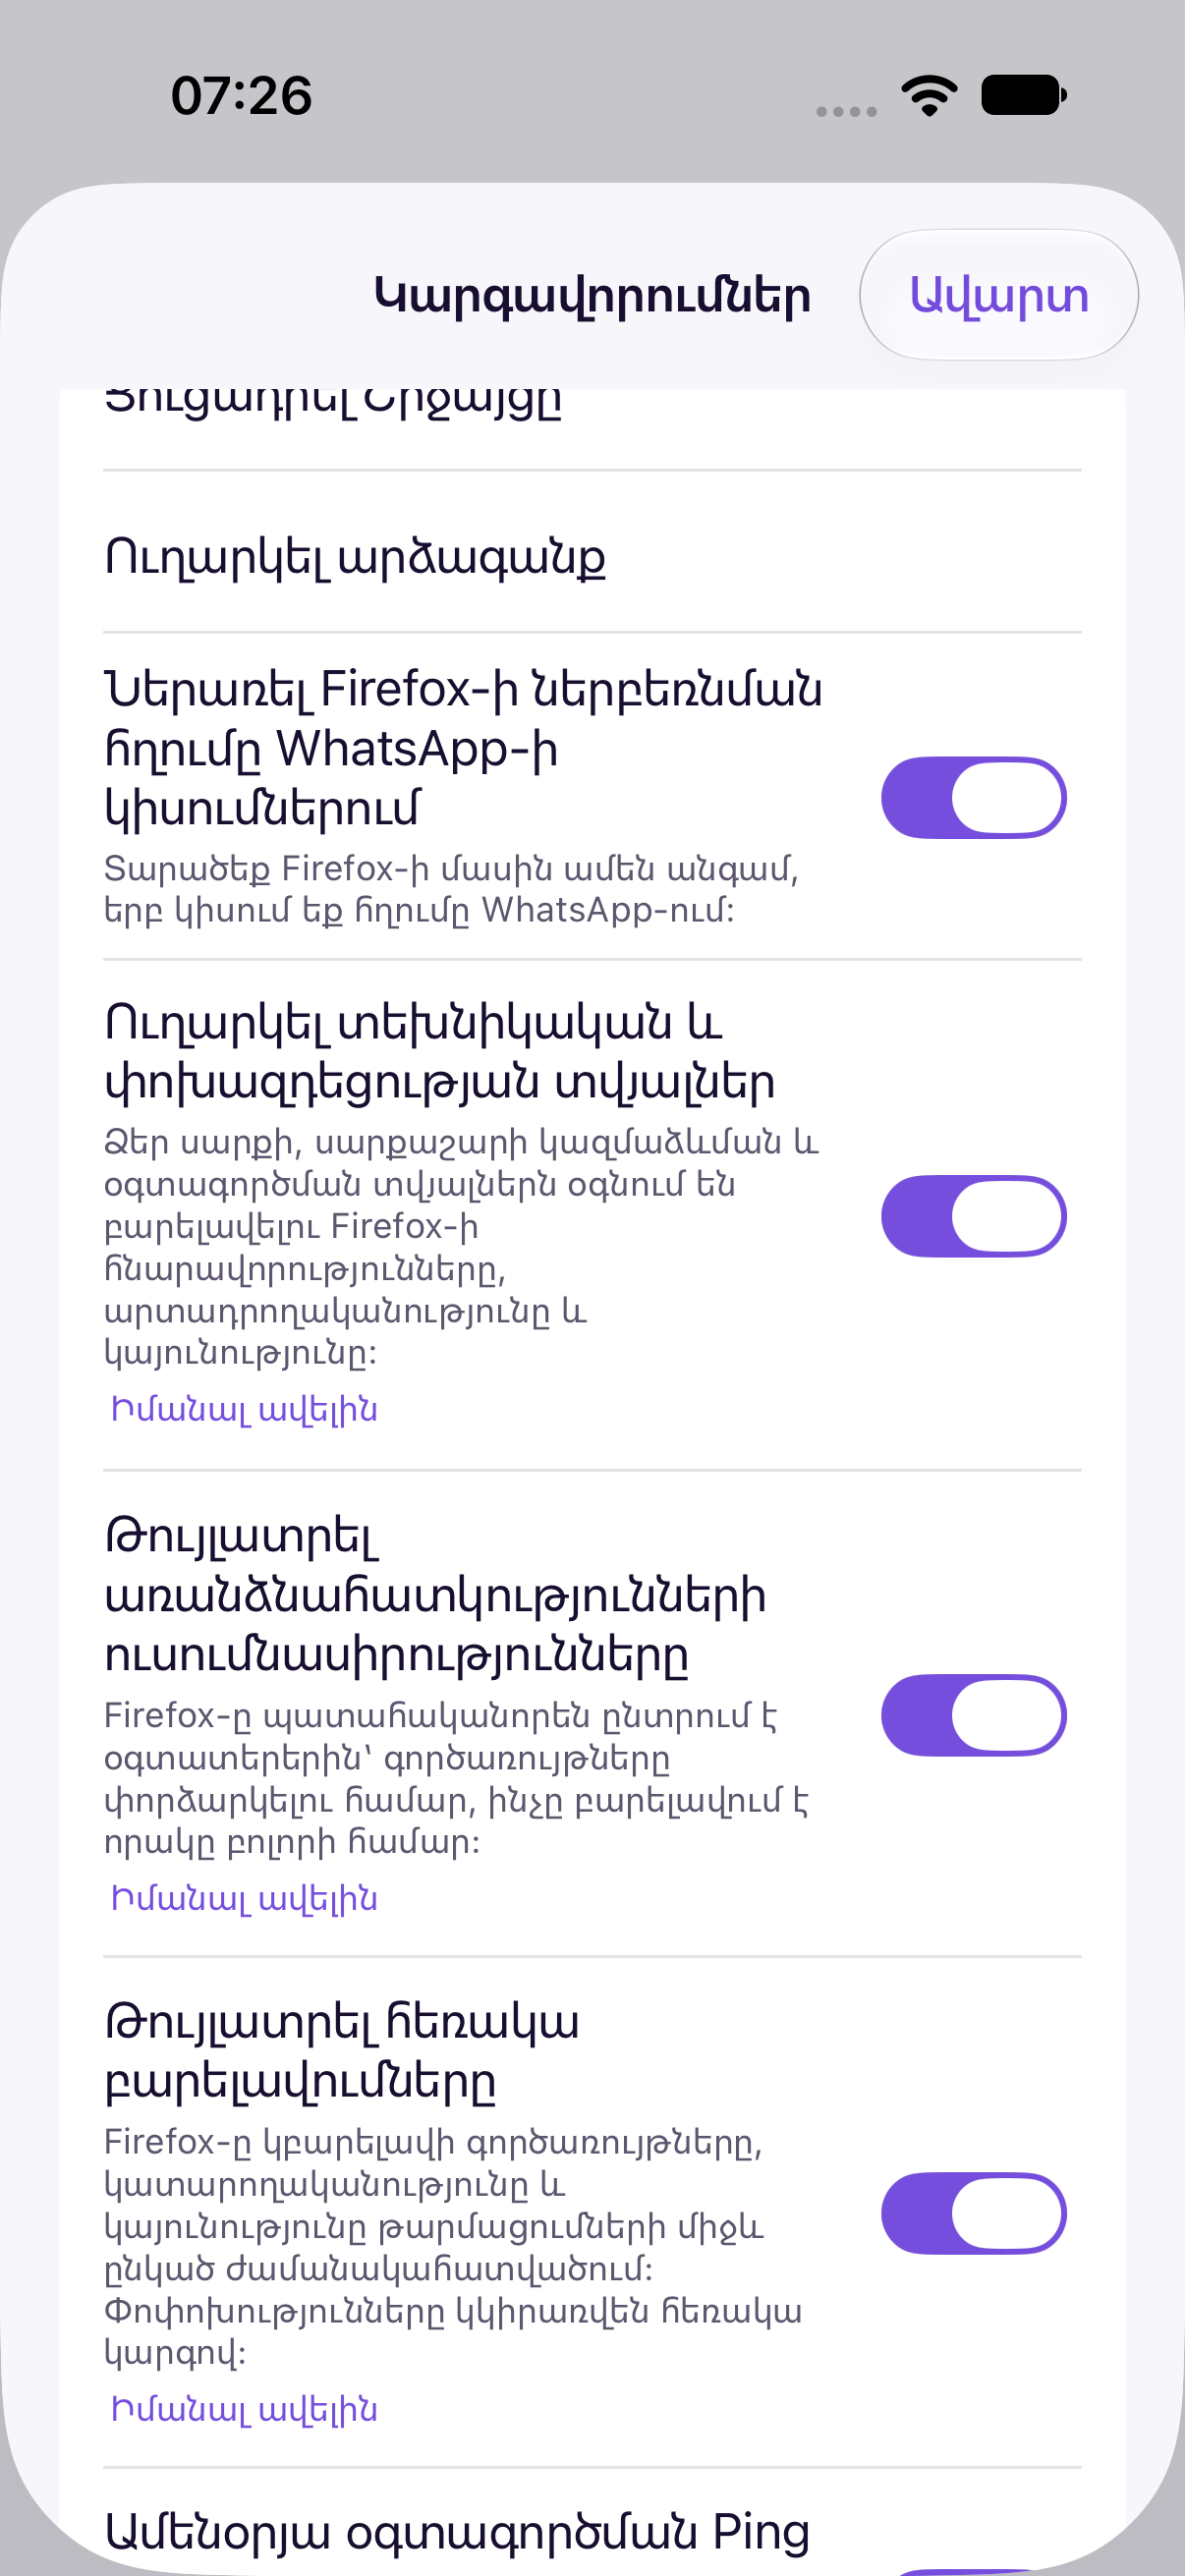 07:26
Կարգավորումներ
Ավարտ
Ցուցադրել Շրջայցը
Ուղարկել արձագանք
Ներառել Firefox-ի ներբեռնման
հղումը WhatsApp-ի
կիսումներում
Տարածեք Firefox-ի մասին ամեն անգամ,
երբ կիսում եք հղումը WhatsApp-ում:
Ուղարկել տեխնիկական և
փոխազդեցության տվյալներ
Ձեր սարքի, սարքաշարի կազմաձևման և
օգտագործման տվյալներն օգնում են
բարելավելու Firefox-ի
հնարավորությունները,
արտադրողականությունը և
կայունությունը:
Իմանալ ավելին
Թույլատրել
առանձնահատկությունների
ուսումնասիրությունները
Firefox-ը պատահականորեն ընտրում է
օգտատերերին՝ գործառույթները
փորձարկելու համար, ինչը բարելավում է
որակը բոլորի համար:
Իմանալ ավելին
Թույլատրել հեռակա
բարելավումները
Firefox-ը կբարելավի գործառույթները,
կատարողականությունը և
կայունությունը թարմացումների միջև
ընկած ժամանակահատվածում:
Փոփոխությունները կկիրառվեն հեռակա
կարգով:
Իմանալ ավելին
Ամենօրյա օգտագործման Ping